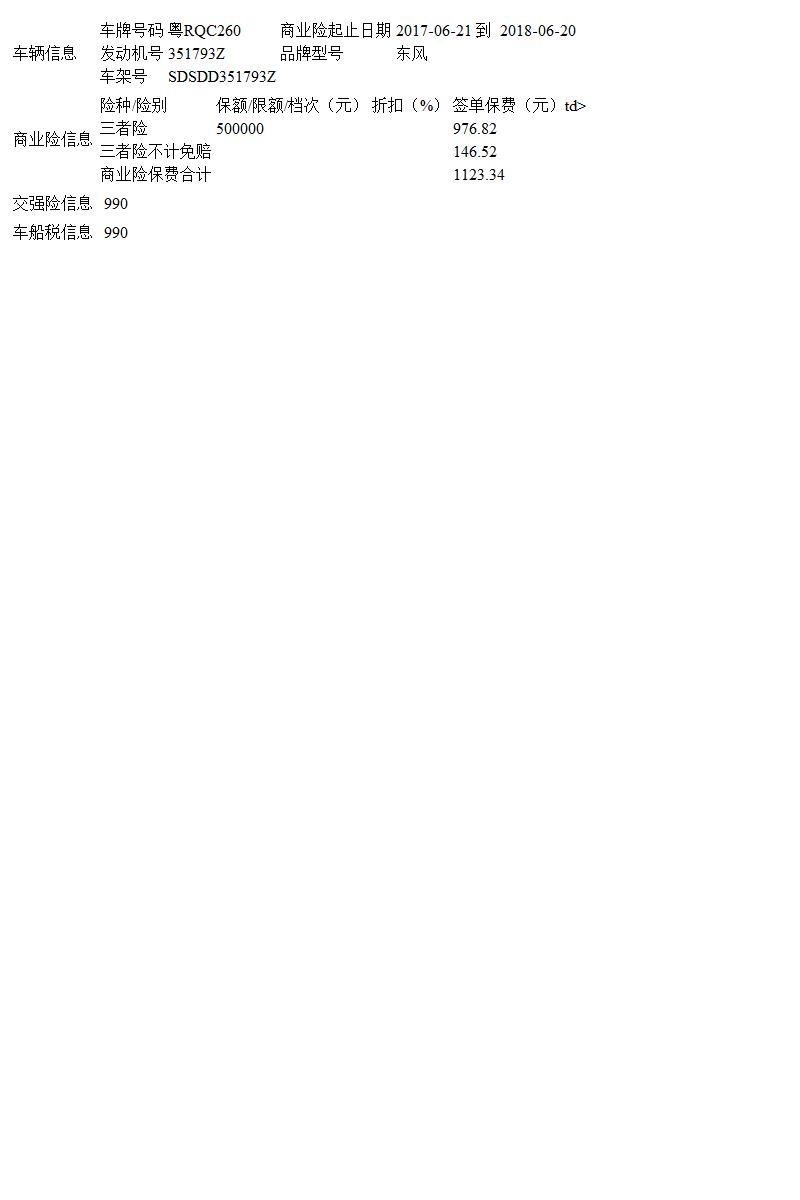 车牌号码 粤RQC260 商业险起止日期 2017-06-21 到 2018-06-20
车辆信息 发动机号 351793Z 品牌型号 东风
车架号 SDSDD351793Z
险种/险别 保额/限额/档次（元） 折扣（%） 签单保费（元）td>
三者险 500000 976.82
商业险信息
三者险不计免赔 146.52
商业险保费合计 1123.34
交强险信息 990
车船税信息 990